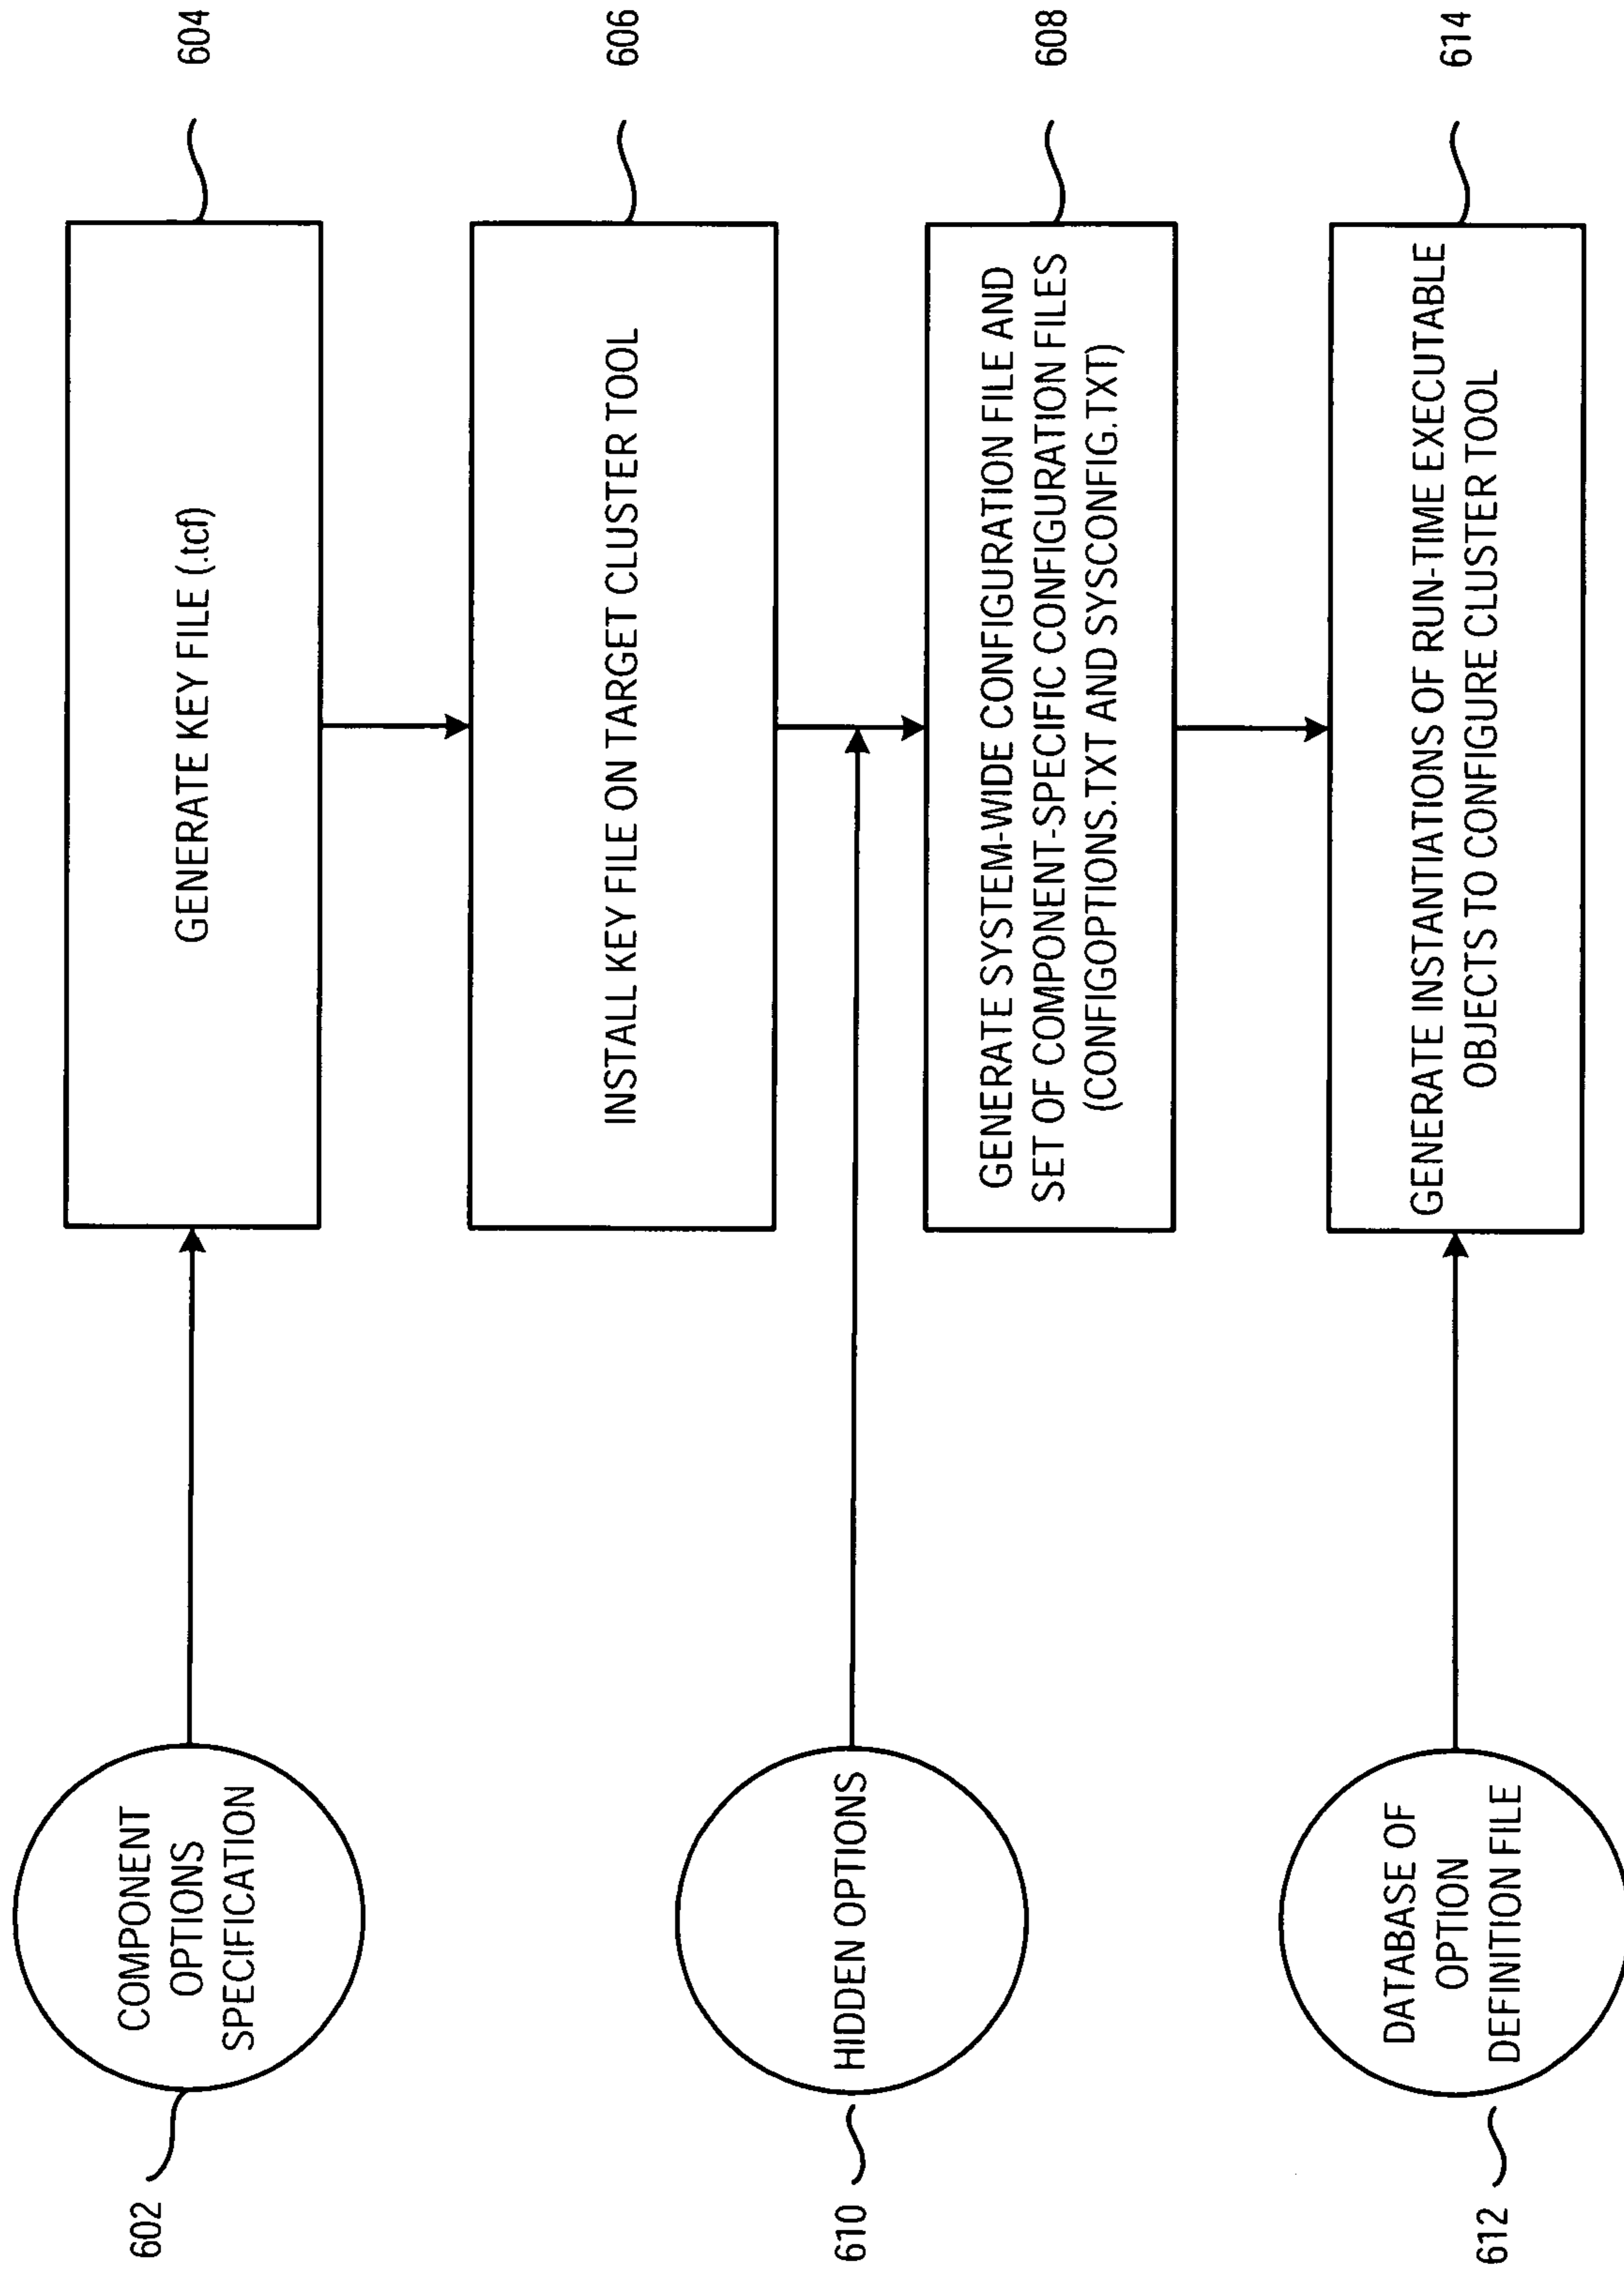 602
COMPONENT
OPTIONS
SPECIFICATION
GENERATE KEY FILE (.tcf)
604
INSTALL KEY FILE ON TARGET CLUSTER TOOL
606
610
HIDDEN OPTIONS
GENERATE SYSTEM-WIDE CONFIGURATION FILE AND
SET OF COMPONENT-SPECIFIC CONFIGURATION FILES
(CONFIGOPTIONS.TXT AND SYSCONFIG.TXT)
608
612
DATABASE OF
OPTION
DEFINITION FILE
GENERATE INSTANTIATIONS OF RUN-TIME EXECUTABLE
OBJECTS TO CONFIGURE CLUSTER TOOL
614